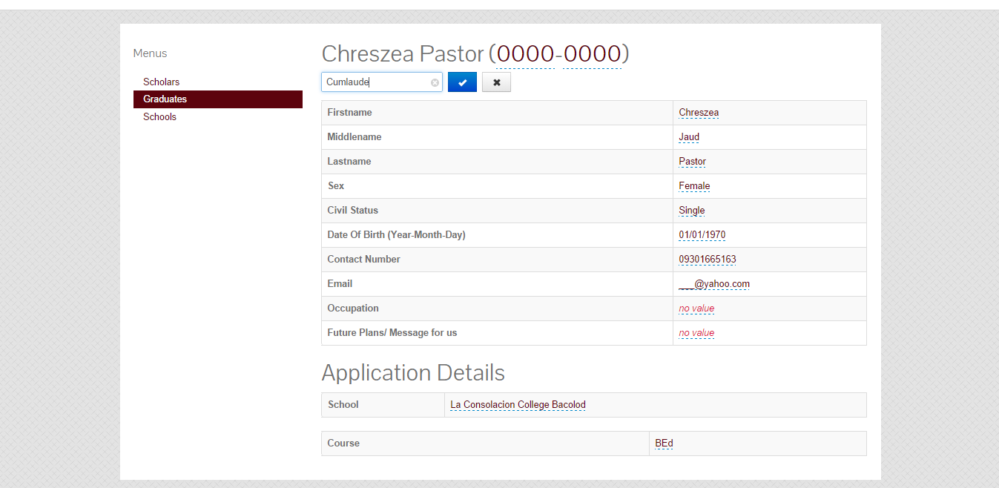 Menus
Scholars
Graduates
Schools
Chreszea Pastor (0000-0000)
Cumlaude
Firstname Chreszea
Middlename Jaud
Lastname Pastor
Sex Female
Civil Status Single
Date Of Birth (Year-Month-Day) 01/01/1970
Contact Number 09301665163
Email ___@yahoo.com
Occupation no value
Future Plans/ Message for us no value
Application Details
School La Consolacion College Bacolod
Course BEd